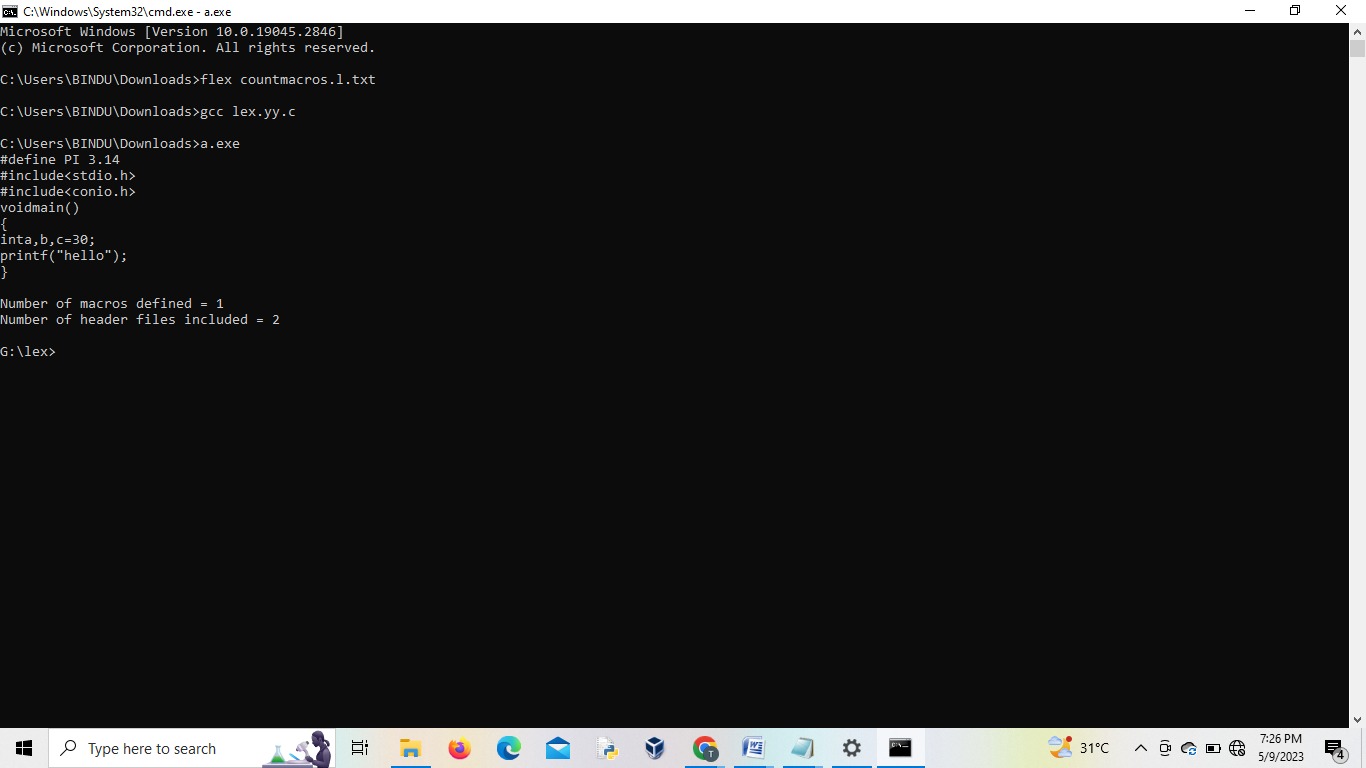 C:\Windows\System32\cmd.exe - a.exe
Microsoft Windows [Version 10.0.19045.2846]
(c) Microsoft Corporation. All rights reserved.
C:\Users\BINDU\Downloads>flex countmacros.l.txt
C:\Users\BINDU\Downloads>gcc lex.yy.c
C:\Users\BINDU\Downloads>a.exe
#define PI 3.14
#include<stdio.h>
#include<conio.h>
voidmain()
{
inta,b,c=30;
printf("hello");
}
Number of macros defined = 1
Number of header files included = 2
G:\lex>
Type here to search
31°C
7:26 PM
5/9/2023
4